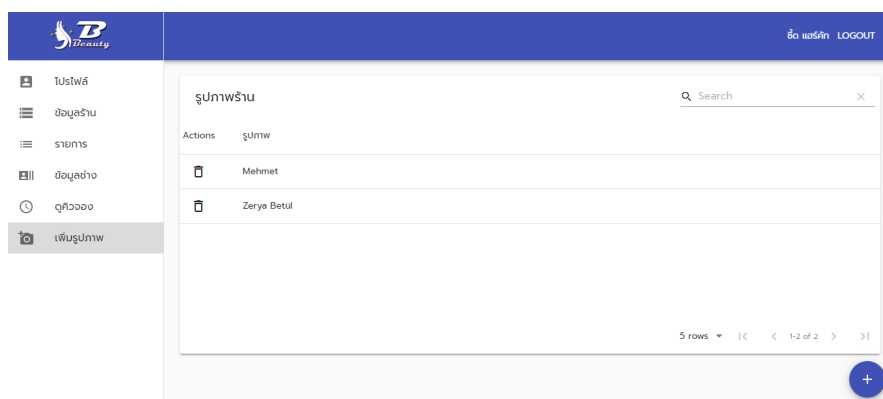 B
Beauty
ชี้ด แฮร์คัท LOGOUT
โปรไฟล์
ข้อมูลร้าน
รายการ
ข้อมูลช่าง
ดูคิวจอง
เพิ่มรูปภาพ
รูปภาพร้าน
Search
Actions รูปภาพ
Mehmet
Zerya Betül
5 rows 1-2 of 2